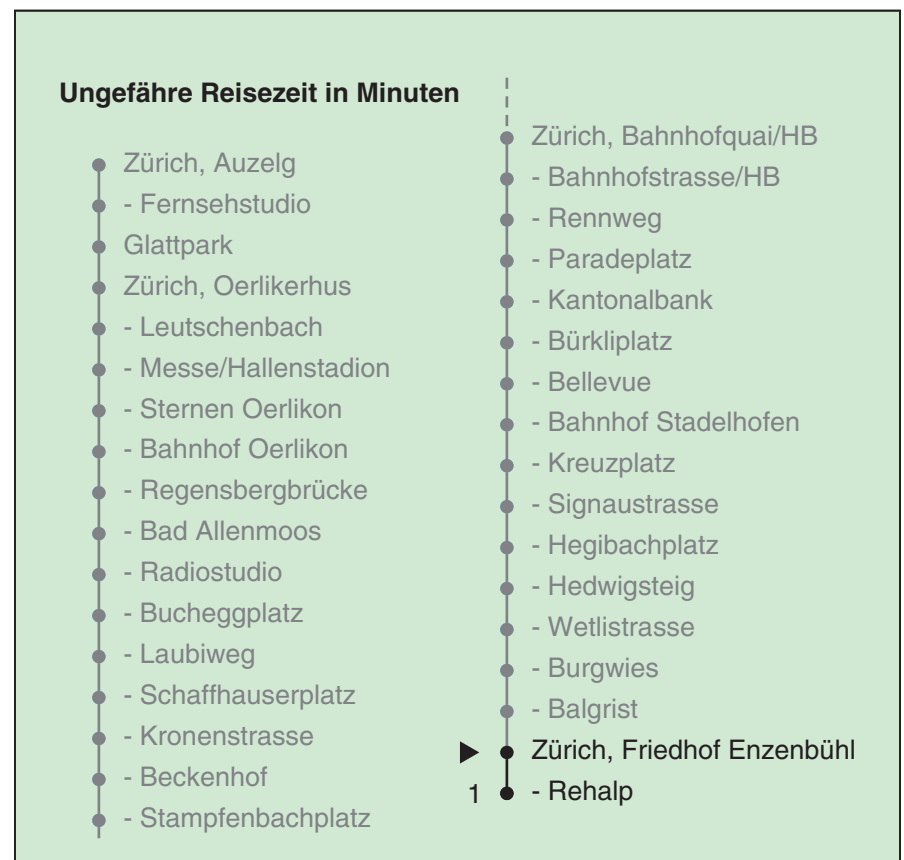 Ungefähre Reisezeit in Minuten
Zürich, Auzelg
- Fernsehstudio
Glattpark
Zürich, Oerlikerhus
- Leutschenbach
- Messe/Hallenstadion
- Sternen Oerlikon
- Bahnhof Oerlikon
- Regensbergbrücke
- Bad Allenmoos
- Radiostudio
- Bucheggplatz
- Laubiweg
- Schaffhauserplatz
- Kronenstrasse
- Beckenhof
- Stampfenbachplatz
Zürich, Bahnhofquai/HB
- Bahnhofstrasse/HB
- Rennweg
- Paradeplatz
- Kantonalbank
- Bürkliplatz
- Bellevue
- Bahnhof Stadelhofen
- Kreuzplatz
- Signaustrasse
- Hegibachplatz
- Hedwigsteig
- Wetlistrasse
- Burgwies
- Balgrist
Zürich, Friedhof Enzenbühl
1 - Rehalp